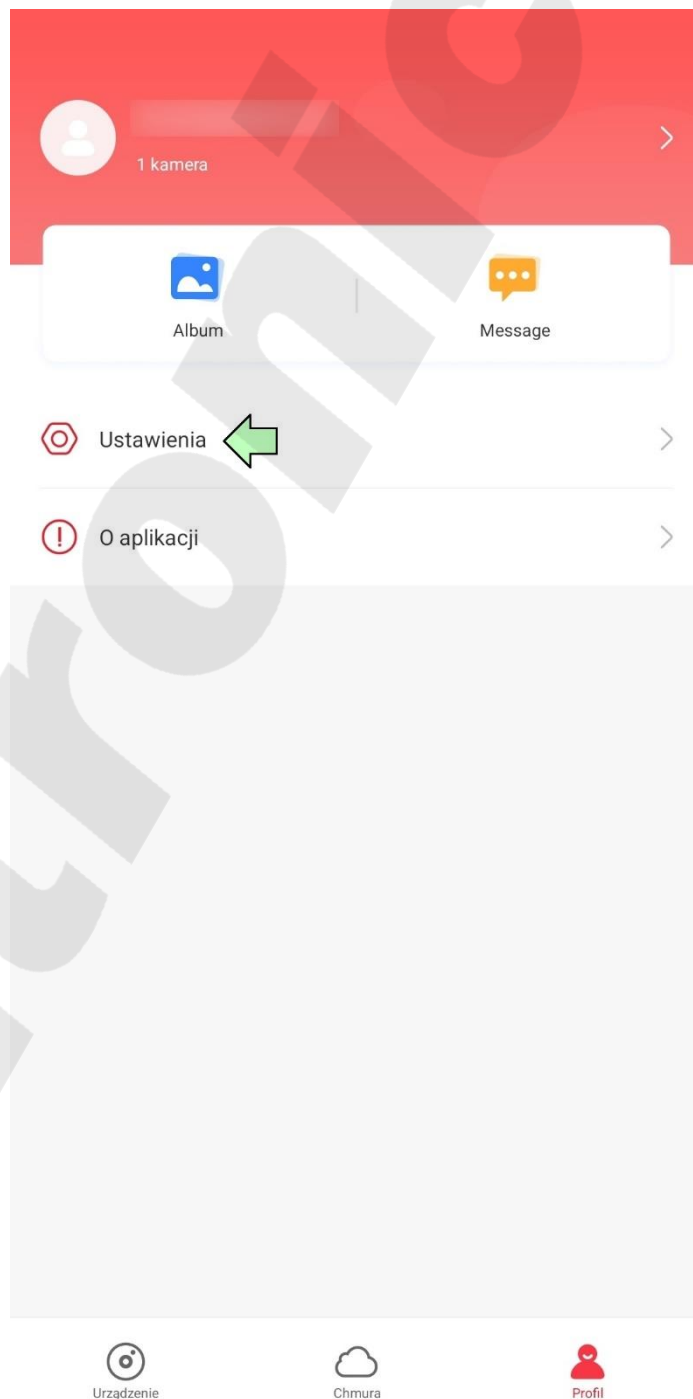 1 kamera
Album
Message
Ustawienia
O aplikacji
Urządzenie
Chmura
Profil